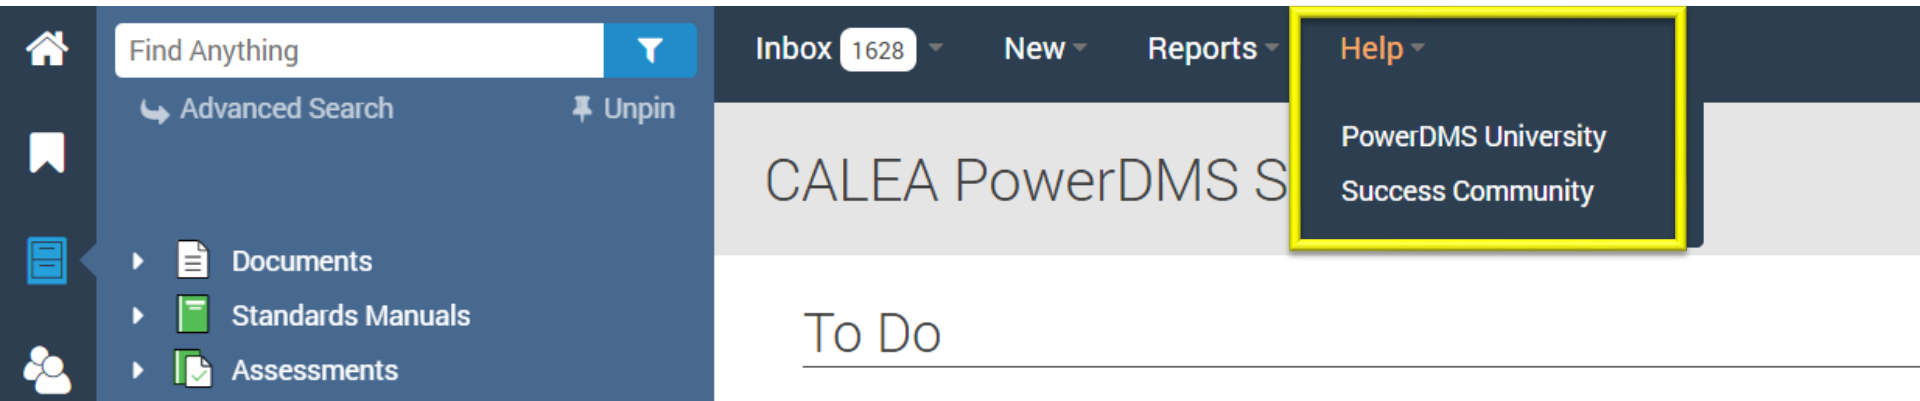 Find Anything
Advanced Search
Unpin
Documents
Standards Manuals
Assessments
Inbox 1628
New
Reports
Help
PowerDMS University
Success Community
CALEA PowerDMS S
To Do